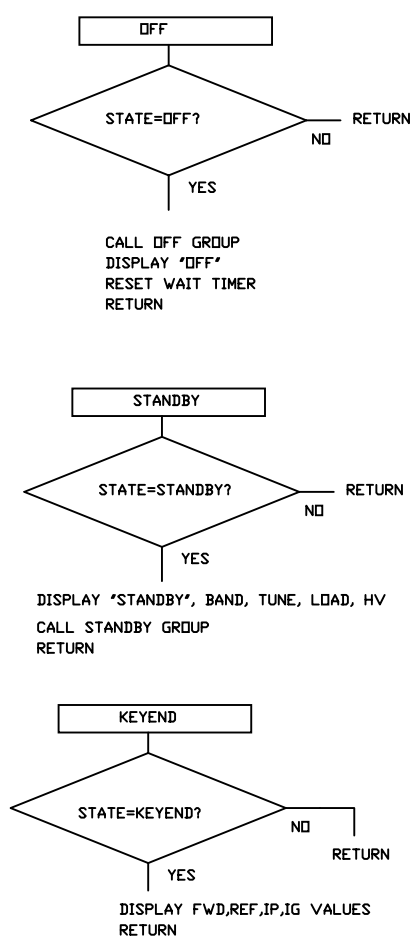 OFF
STATE=OFF?
RETURN
NO
YES
CALL OFF GROUP
DISPLAY "OFF"
RESET WAIT TIMER
RETURN
STANDBY
STATE=STANDBY?
RETURN
NO
YES
DISPLAY "STANDBY", BAND, TUNE, LOAD, HV
CALL STANDBY GROUP
RETURN
KEYEND
STATE=KEYEND?
NO
RETURN
YES
DISPLAY FWD,REF,IP,IG VALUES
RETURN